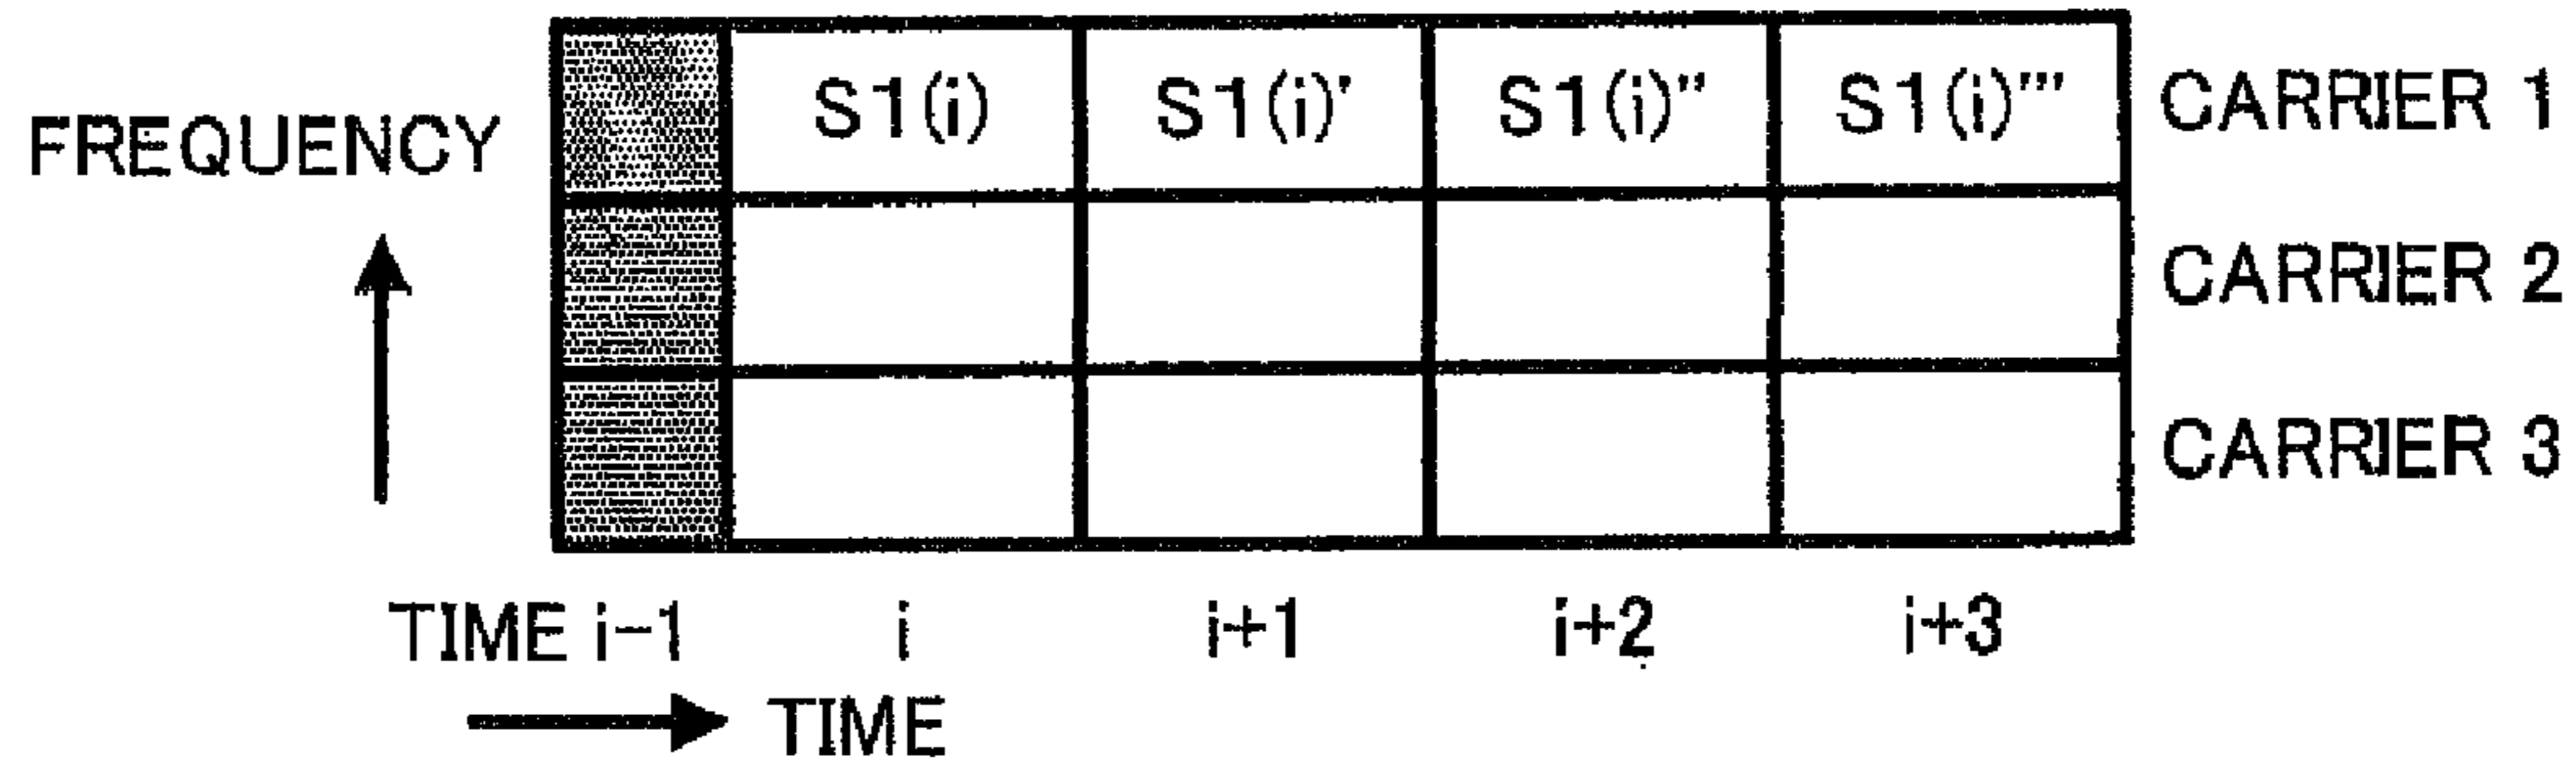 S1(i) S1(i)' S1(i)'' S1(i)''' CARRIER 1
FREQUENCY
CARRIER 2
CARRIER 3
TIME i-1 i i+1 i+2 i+3
TIME